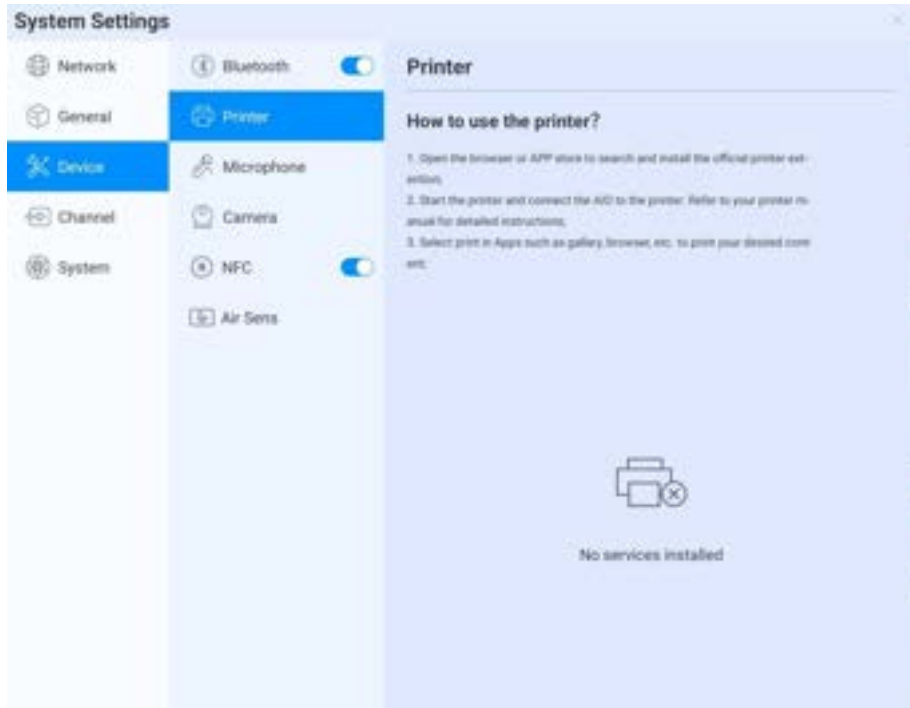 System Settings
Network
General
Device
Channel
System
Bluetooth
Printer
Microphone
Camera
NFC
Air Sens
Printer
How to use the printer?
1. Open the browser or APP store to search and install the official printer ext-
ention;
2. Start the printer and connect the AIO to the printer. Refer to your printer m-
anual for detailed instructions;
3. Select print in Apps such as gallery, browser, etc. to print your desired cont-
ent;
No services installed